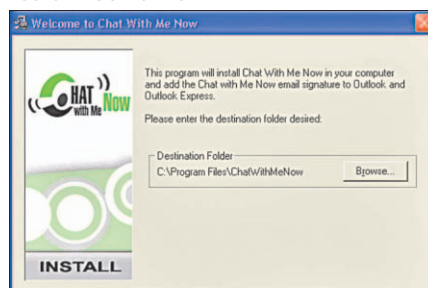 Welcome to Chat With Me Now
CHAT
with Me Now
This program will install Chat With Me Now in your computer
and add the Chat with Me Now email signature to Outlook and
Outlook Express.
Please enter the destination folder desired:
Destination Folder
C:\Program Files\ChatWithMeNow
Browse...
INSTALL